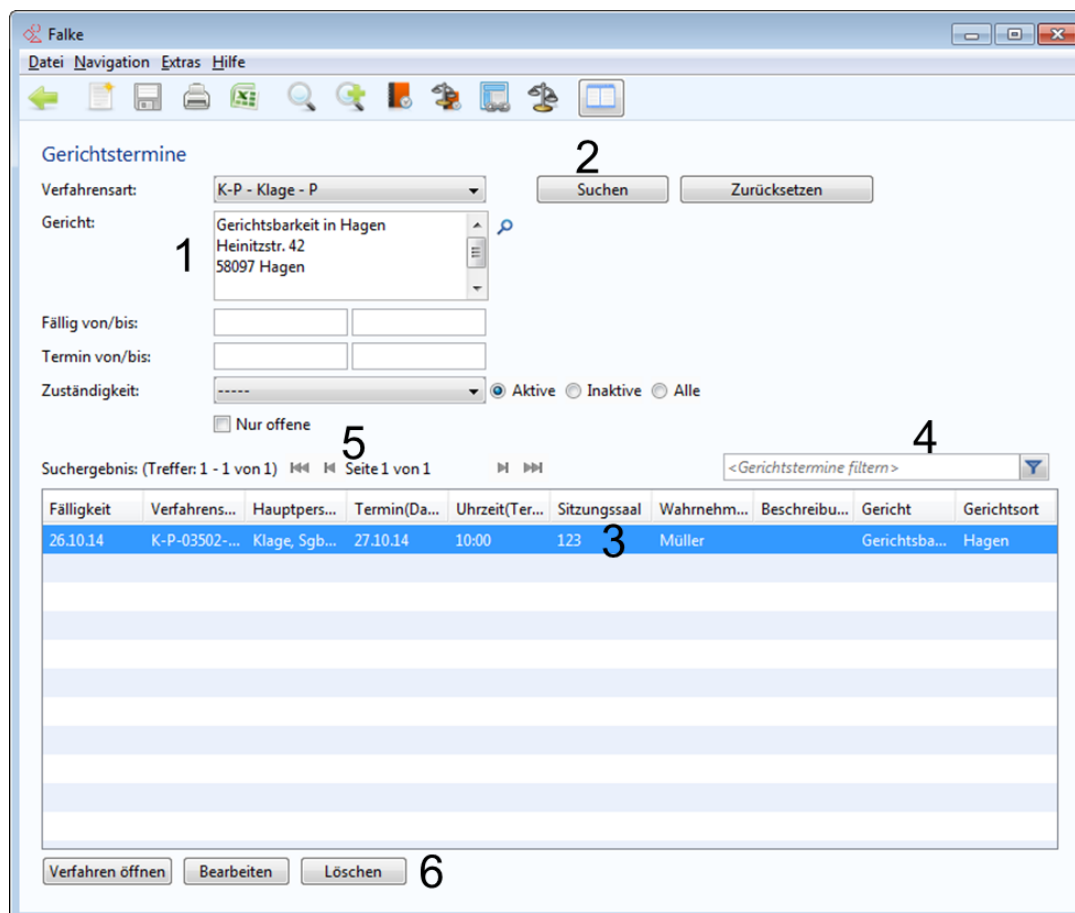 Falke
Datei Navigation Extras Hilfe
Gerichtstermine
2
Verfahrensart: K-P - Klage - P Suchen Zurücksetzen
Gericht: Gerichtsbarkeit in Hagen
1 Heinitzstr. 42
58097 Hagen
Fällig von/bis:
Termin von/bis:
Zuständigkeit: ----- Aktive Inaktive Alle
Nur offene
5 4
Suchergebnis: (Treffer: 1 - 1 von 1) Seite 1 von 1 <Gerichtstermine filtern>
Fälligkeit Verfahrens... Hauptpers... Termin(Da... Uhrzeit(Ter... Sitzungssaal Wahrnehm... Beschreibu... Gericht Gerichtsort
26.10.14 K-P-03502-... Klage, Sgb... 27.10.14 10:00 123 3 Müller Gerichtsba... Hagen
Verfahren öffnen Bearbeiten Löschen 6